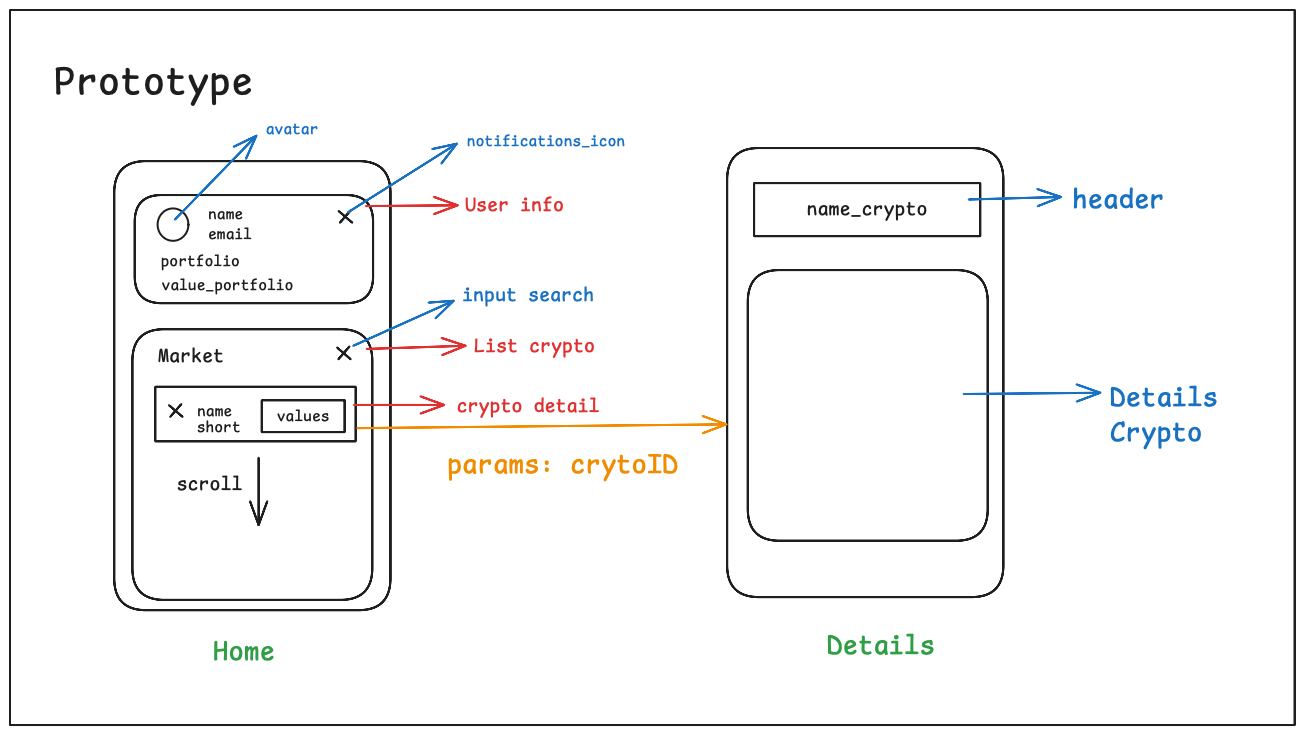 Prototype
avatar
notifications_icon
name
email
User info
portfolio
value_portfolio
input search
Market
List crypto
name
short
values
crypto detail
params: crytoID
scroll
Home
name_crypto
header
Details
Crypto
Details